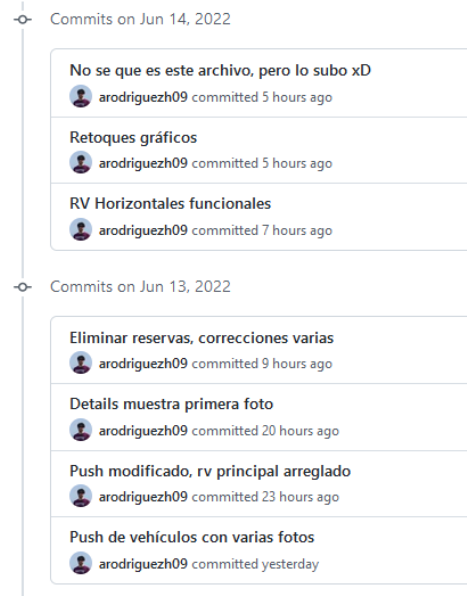 Commits on Jun 14, 2022
No se que es este archivo, pero lo subo xD
arodriguezh09 committed 5 hours ago
Retoques gráficos
arodriguezh09 committed 5 hours ago
RV Horizontales funcionales
arodriguezh09 committed 7 hours ago
Commits on Jun 13, 2022
Eliminar reservas, correcciones varias
arodriguezh09 committed 9 hours ago
Details muestra primera foto
arodriguezh09 committed 20 hours ago
Push modificado, rv principal arreglado
arodriguezh09 committed 23 hours ago
Push de vehículos con varias fotos
arodriguezh09 committed yesterday